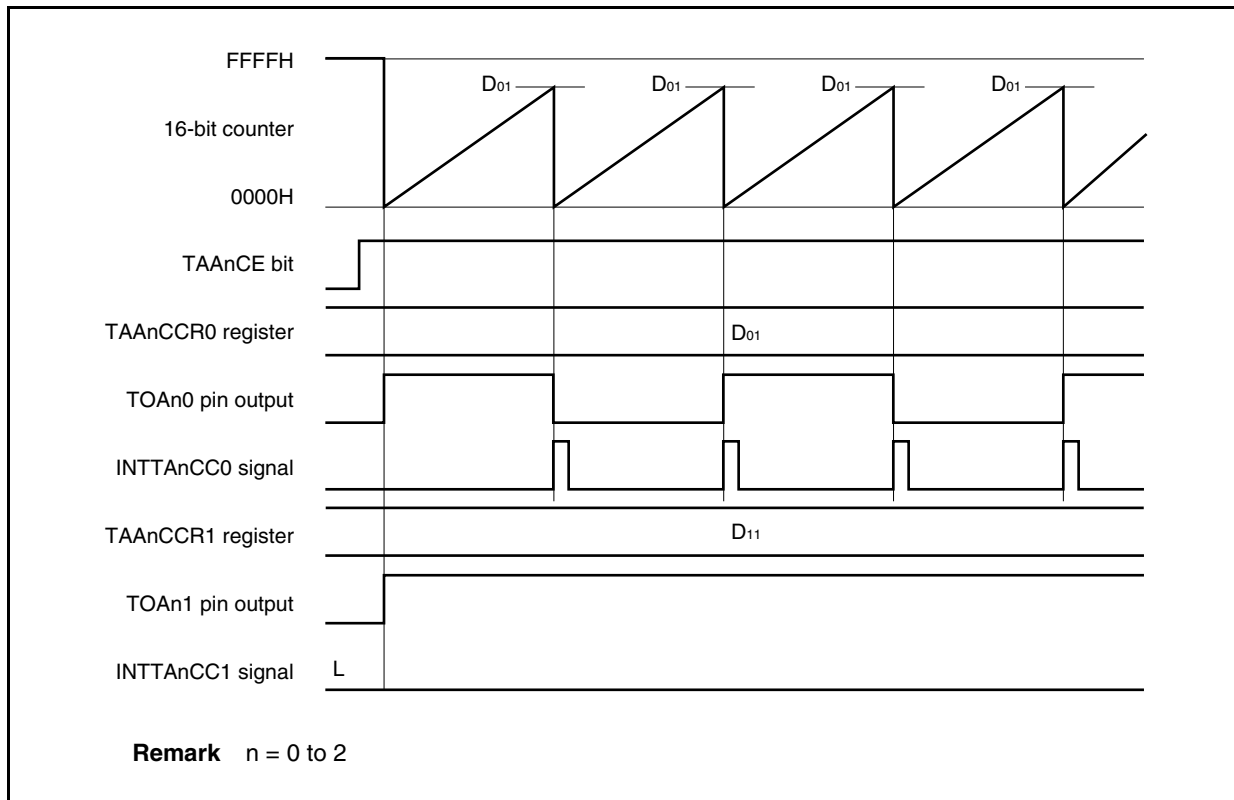 FFFFH
D01 D01 D01 D01
16-bit counter
0000H
TAAnCE bit
TAAnCCR0 register D01
TOAn0 pin output
INTTAnCC0 signal
TAAnCCR1 register D11
TOAn1 pin output
INTTAnCC1 signal L
Remark n = 0 to 2